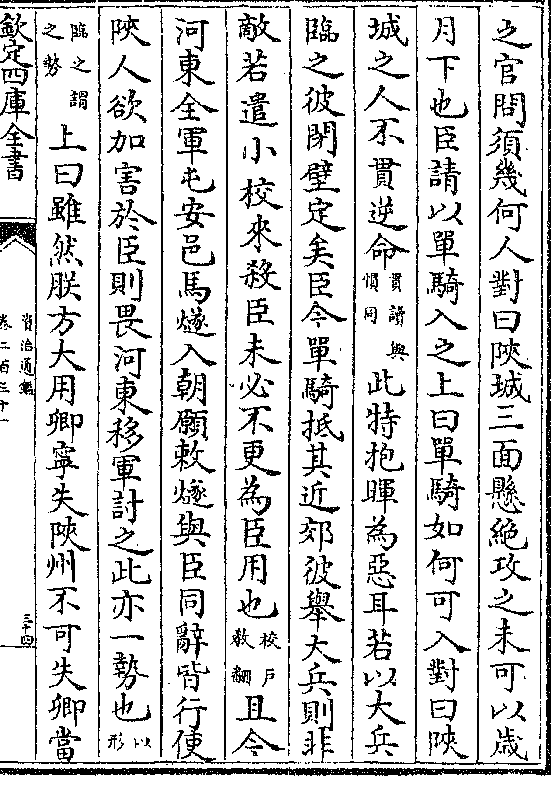 之官問須幾何人對曰陜城三面懸絶攻之未可以歳
月下也臣請以單騎入之上曰單騎如何可入對曰陜
城之人不貫逆命貫讀與慣同此特抱暉為惡耳若以大兵
臨之彼閉壁定矣臣今單騎抵其近郊彼舉大兵則非
敵若遣小校來殺臣未必不更為臣用也校户教翻且今
河東全軍屯安邑馬燧入朝願敕燧與臣同辭皆行使
陜人欲加害於臣則畏河東移軍討之此亦一勢也以形
臨之謂之勢上曰雖然朕方大用卿寧失陜州不可失卿當
欽定四庫全書
資治通鑑
卷二百三十一
三十四